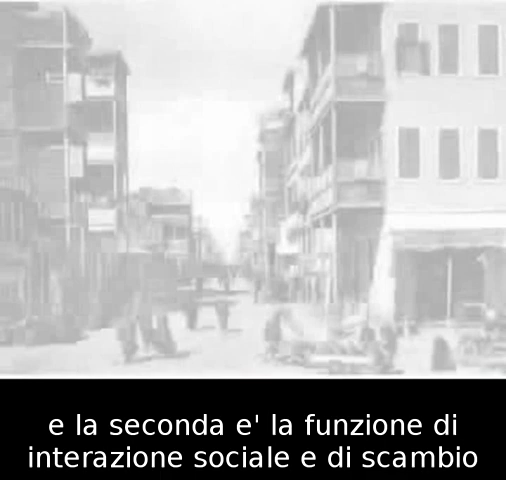 e la seconda e' la funzione di
interazione sociale e di scambio